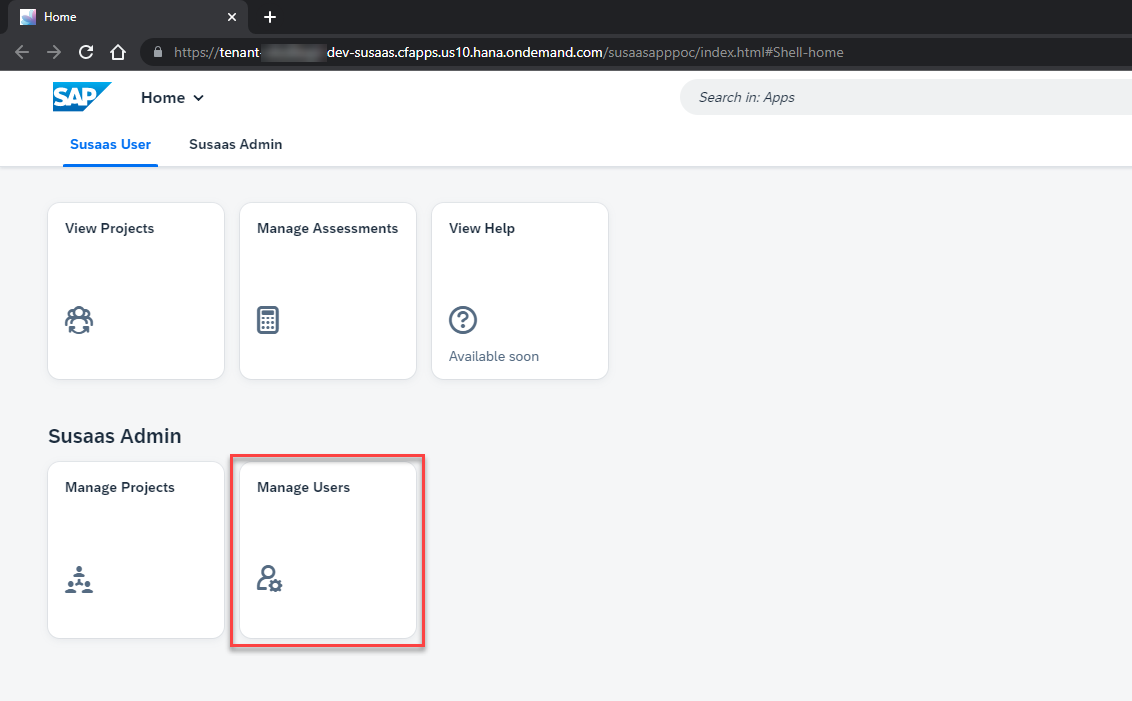 Home
https://tenant- dev-susaas.cfapps.us10.hana.ondemand.com/susaasapppoc/index.html#Shell-home
SAP Home Search in: Apps
Susaas User Susaas Admin
View Projects Manage Assessments View Help
Available soon
Susaas Admin
Manage Projects Manage Users